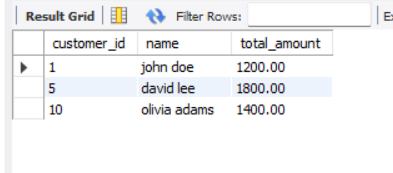 Result Grid Filter Rows:
customer_id name total_amount
1 john doe 1200.00
5 david lee 1800.00
10 olivia adams 1400.00